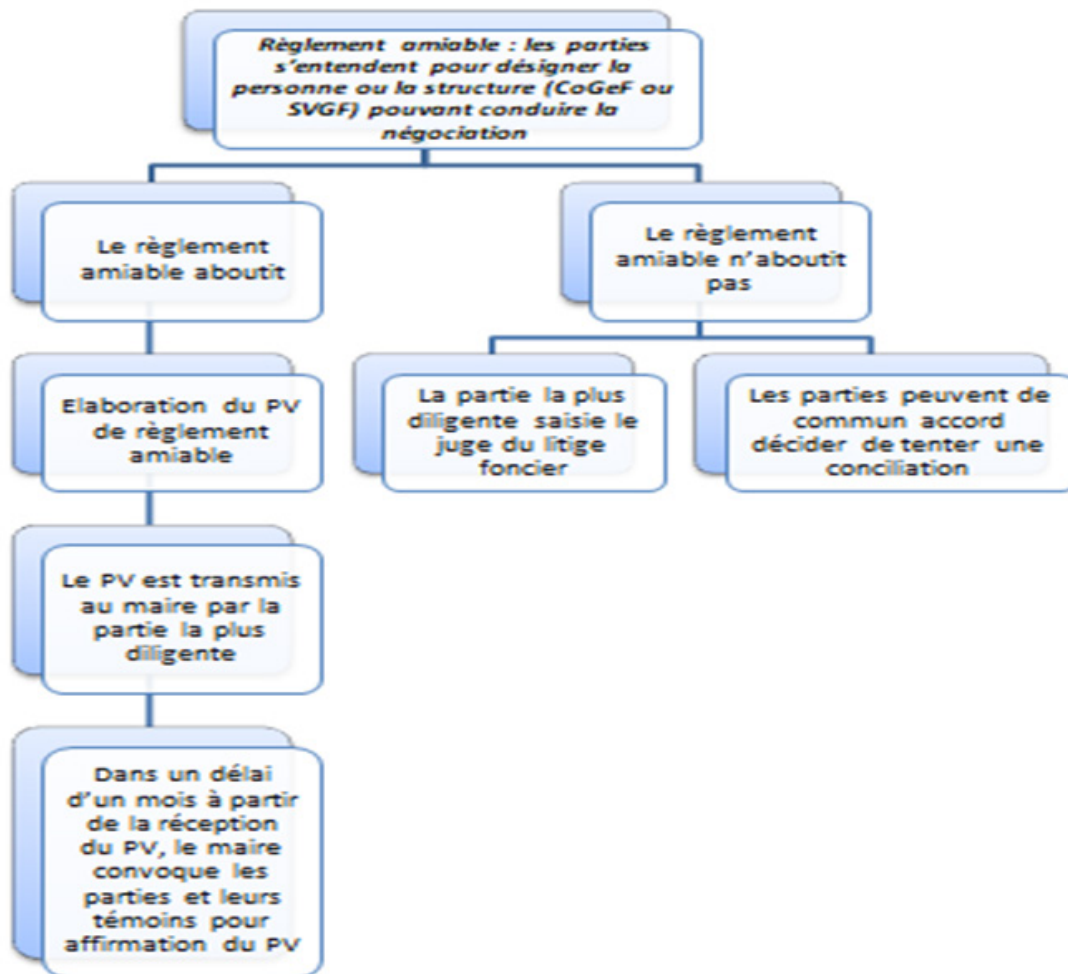 Règlement amiable : les parties
s'entendent pour désigner la
personne ou la structure (CoGeF ou
SVGF) pouvant conduire la
négociation
Le règlement
amiable aboutit
Elaboration du PV
de règlement
amiable
Le PV est transmis
au maire par la
partie la plus
diligente
Dans un délai
d'un mois à partir
de la réception
du PV, le maire
convoque les
parties et leurs
témoins pour
affirmation du PV
Le règlement
amiable n'aboutit
pas
La partie la plus
diligente saisie le
juge du litige
foncier
Les parties peuvent de
commun accord
décider de tenter une
conciliation